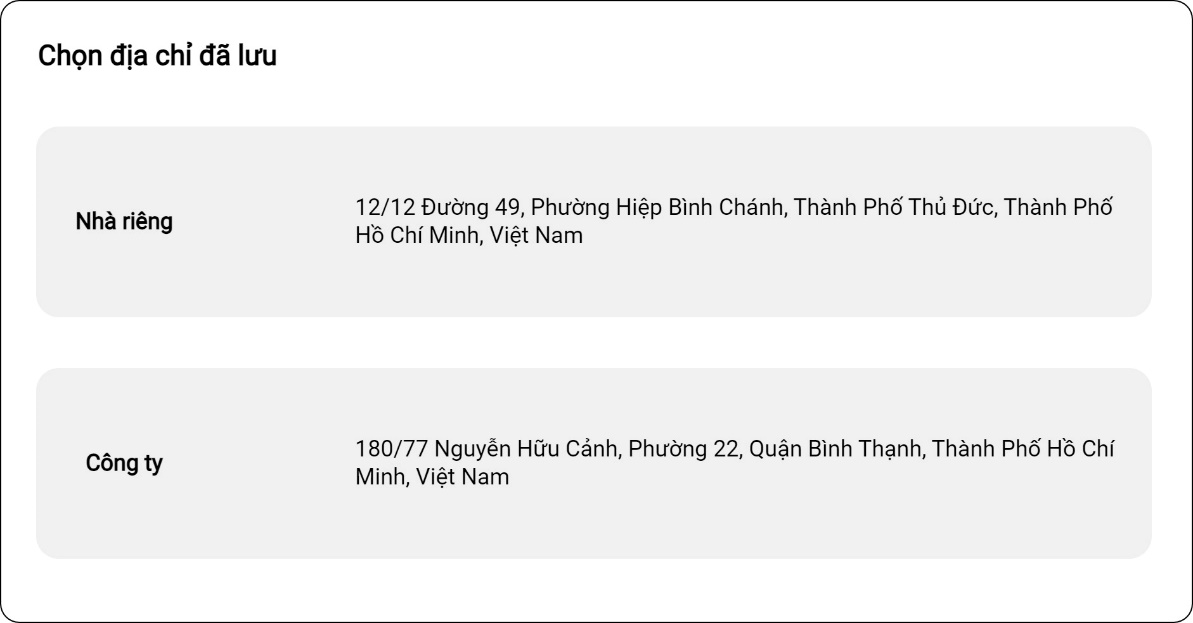 Chọn địa chỉ đã lưu
Nhà riêng
12/12 Đường 49, Phường Hiệp Bình Chánh, Thành Phố Thủ Đức, Thành Phố
Hồ Chí Minh, Việt Nam
Công ty
180/77 Nguyễn Hữu Cảnh, Phường 22, Quận Bình Thạnh, Thành Phố Hồ Chí
Minh, Việt Nam